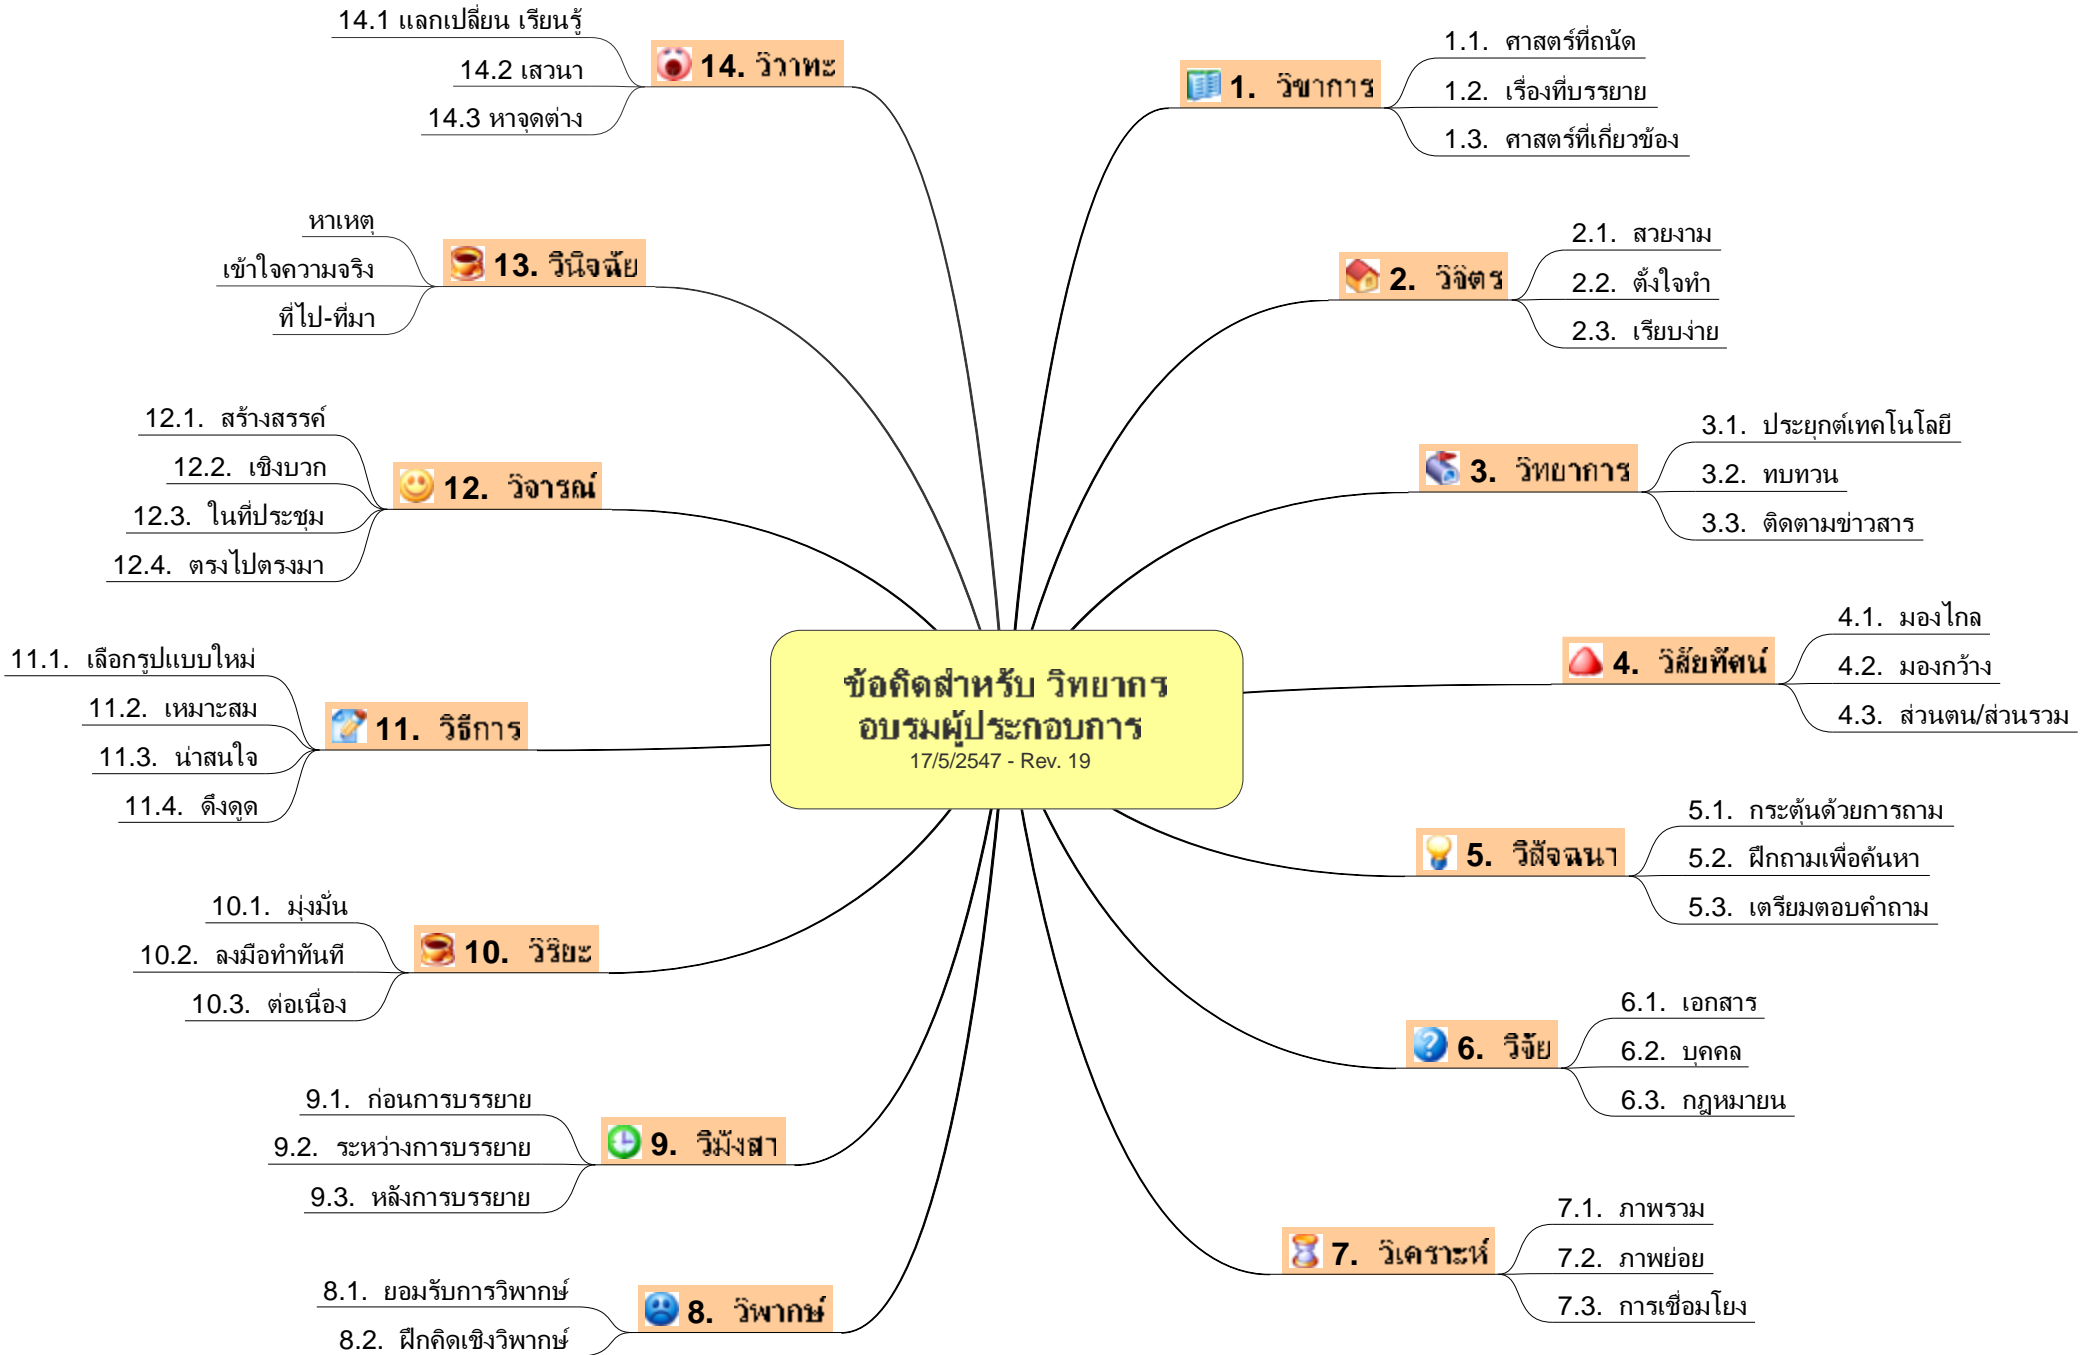 ข้อคิดสำหรับ วิทยากร
อบรมผู้ประกอบการ
17/5/2547 - Rev. 19
1. วิชาการ
1.1. ศาสตร์ที่ถนัด
1.2. เรื่องที่บรรยาย
1.3. ศาสตร์ที่เกี่ยวข้อง
2. วิจิตร
2.1. สวยงาม
2.2. ตั้งใจทำ
2.3. เรียบง่าย
3. วิทยาการ
3.1. ประยุกต์เทคโนโลยี
3.2. ทบทวน
3.3. ติดตามข่าวสาร
4. วิสัยทัศน์
4.1. มองไกล
4.2. มองกว้าง
4.3. ส่วนตน/ส่วนรวม
5. วิสัจฉนา
5.1. กระตุ้นด้วยการถาม
5.2. ฝึกถามเพื่อค้นหา
5.3. เตรียมตอบคำถาม
6. วิจัย
6.1. เอกสาร
6.2. บุคคล
6.3. กฎหมายน
7. วิเคราะห์
7.1. ภาพรวม
7.2. ภาพย่อย
7.3. การเชื่อมโยง
8. วิพากษ์
8.1. ยอมรับการวิพากษ์
8.2. ฝึกคิดเชิงวิพากษ์
9. วิมังสา
9.1. ก่อนการบรรยาย
9.2. ระหว่างการบรรยาย
9.3. หลังการบรรยาย
10. วิริยะ
10.1. มุ่งมั่น
10.2. ลงมือทำทันที
10.3. ต่อเนื่อง
11. วิธีการ
11.1. เลือกรูปแบบใหม่
11.2. เหมาะสม
11.3. น่าสนใจ
11.4. ดึงดูด
12. วิจารณ์
12.1. สร้างสรรค์
12.2. เชิงบวก
12.3. ในที่ประชุม
12.4. ตรงไปตรงมา
13. วินิจฉัย
หาเหตุ
เข้าใจความจริง
ที่ไป-ที่มา
14. วิวาทะ
14.1 แลกเปลี่ยน เรียนรู้
14.2 เสวนา
14.3 หาจุดต่าง